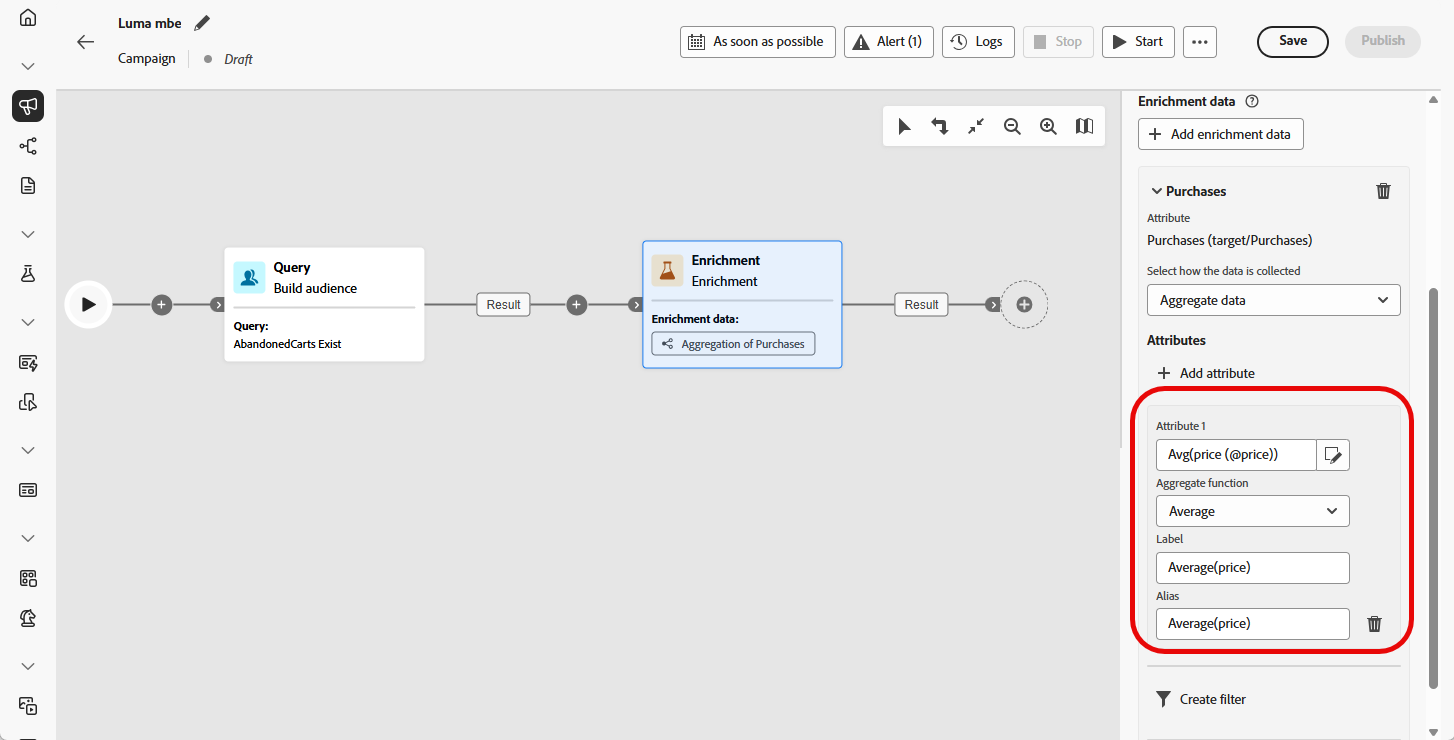 Luma mbe
Campaign
Draft
As soon as possible
Alert (1)
Logs
Stop
Start
Save
Publish
Query
Build audience
Query:
AbandonedCarts Exist
Result
Enrichment
Enrichment
Enrichment data:
Aggregation of Purchases
Result
Enrichment data
Add enrichment data
Purchases
Attribute
Purchases (target/Purchases)
Select how the data is collected
Aggregate data
Attributes
Add attribute
Attribute 1
Avg(price (@price))
Aggregate function
Average
Label
Average(price)
Alias
Average(price)
Create filter